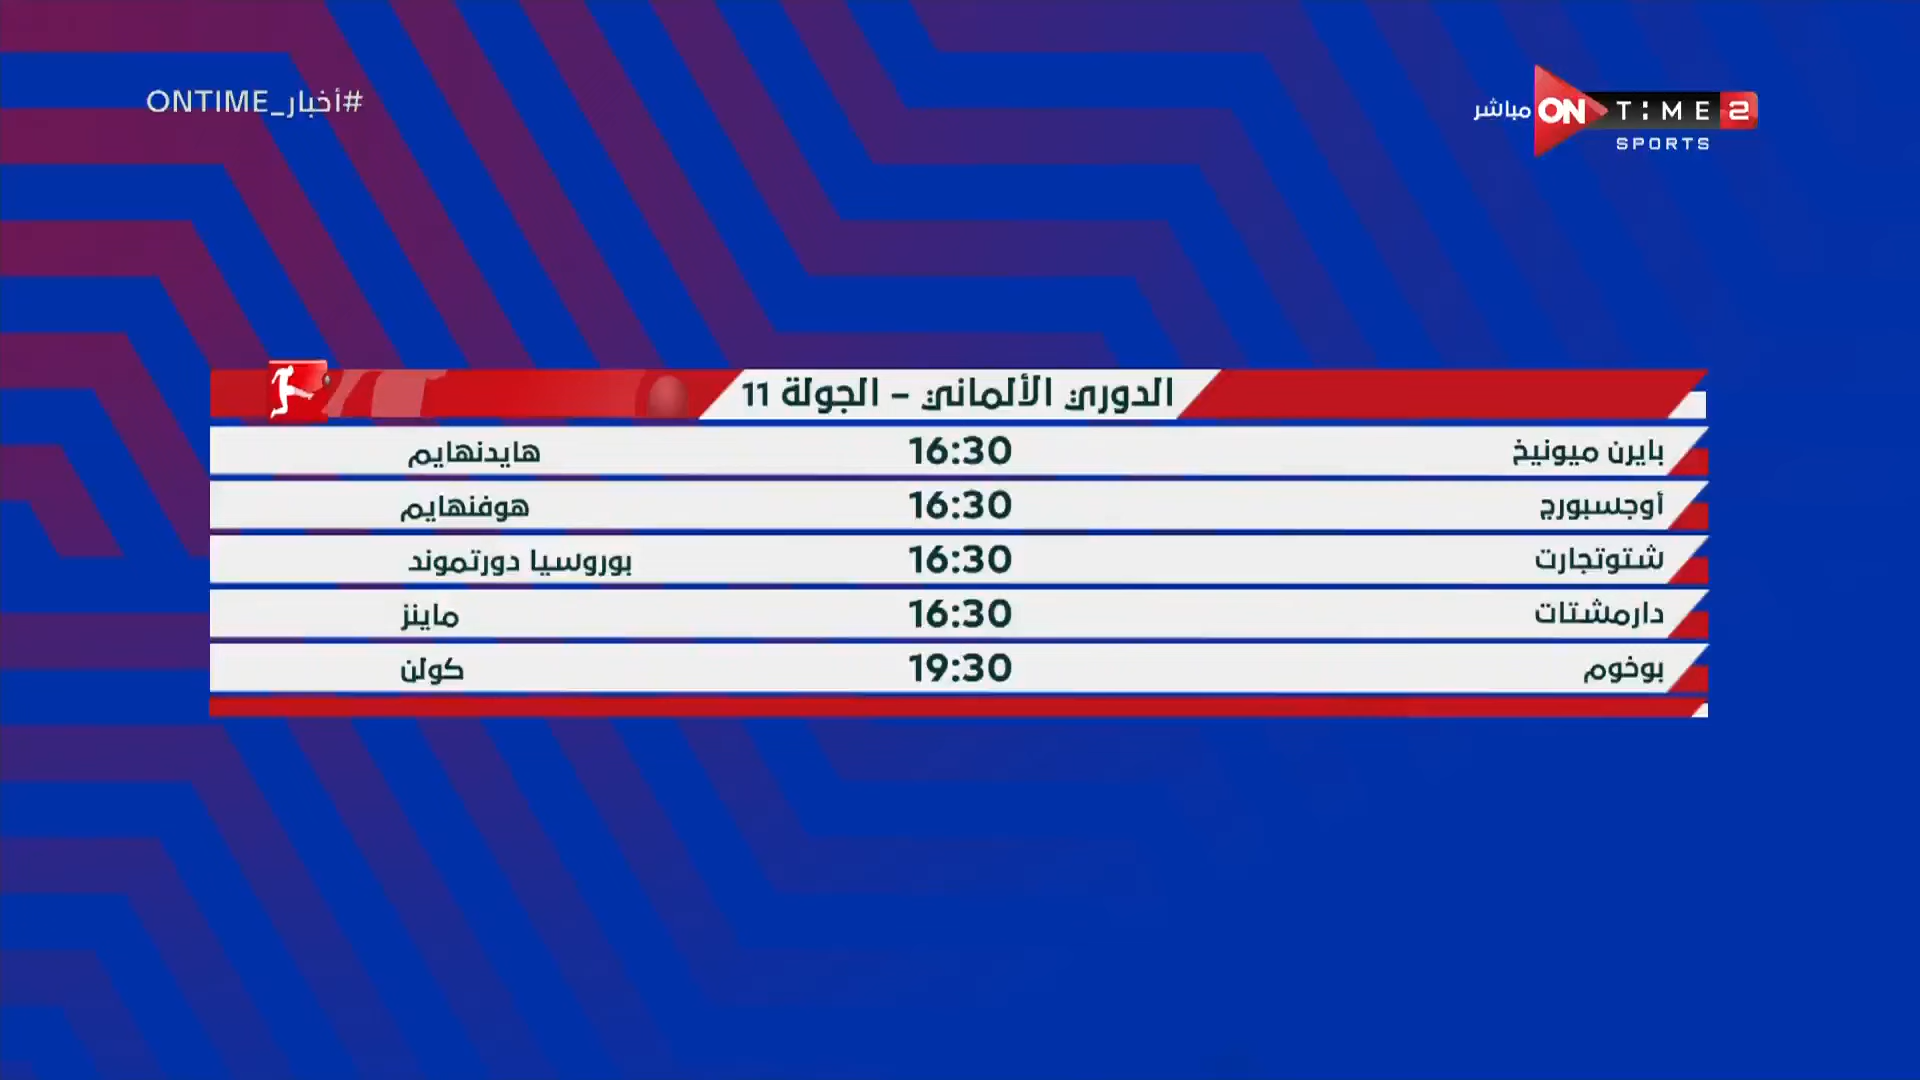 مباشر ON TIME 2
SPORTS
#أخبار_ONTIME
الدوري الألماني - الجولة 11
بايرن ميونيخ 16:30 هايدنهايم
أوجسبورج 16:30 هوفنهايم
شتوتجارت 16:30 بوروسيا دورتموند
دارمشتات 16:30 ماينز
بوخوم 19:30 كولن